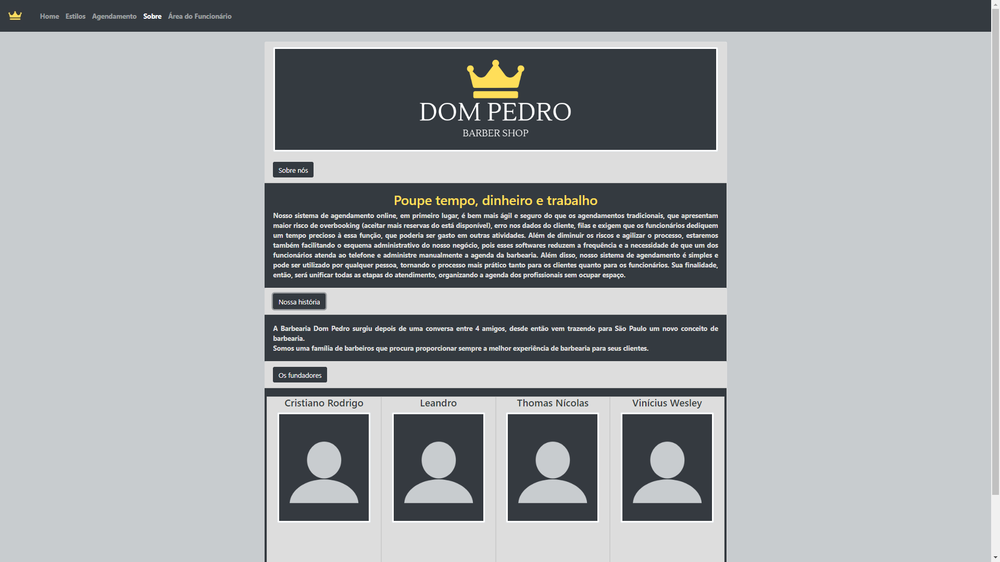 Home Estilos Agendamento Sobre Área do Funcionário
DOM PEDRO
BARBER SHOP
Sobre nós
Poupe tempo, dinheiro e trabalho
Nosso sistema de agendamento online, em primeiro lugar, é bem mais ágil e seguro do que os agendamentos tradicionais, que apresentam
maior risco de overbooking (aceitar mais reservas do está disponível), erro nos dados do cliente, filas e exigem que os funcionários dediquem
um tempo precioso à essa função, que poderia ser gasto em outras atividades. Além de diminuir os riscos e agilizar o processo, estaremos
também facilitando o esquema administrativo do nosso negócio, pois esses softwares reduzem a frequência e a necessidade de que um dos
funcionários atenda ao telefone e administre manualmente a agenda da barbearia. Além disso, nosso sistema de agendamento é simples e
pode ser utilizado por qualquer pessoa, tornando o processo mais prático tanto para os clientes quanto para os funcionários. Sua finalidade,
então, será unificar todas as etapas do atendimento, organizando a agenda dos profissionais sem ocupar espaço.
Nossa história
A Barbearia Dom Pedro surgiu depois de uma conversa entre 4 amigos, desde então vem trazendo para São Paulo um novo conceito de
barbearia.
Somos uma família de barbeiros que procura proporcionar sempre a melhor experiência de barbearia para seus clientes.
Os fundadores
Cristiano Rodrigo Leandro Thomas Nícolas Vinícius Wesley